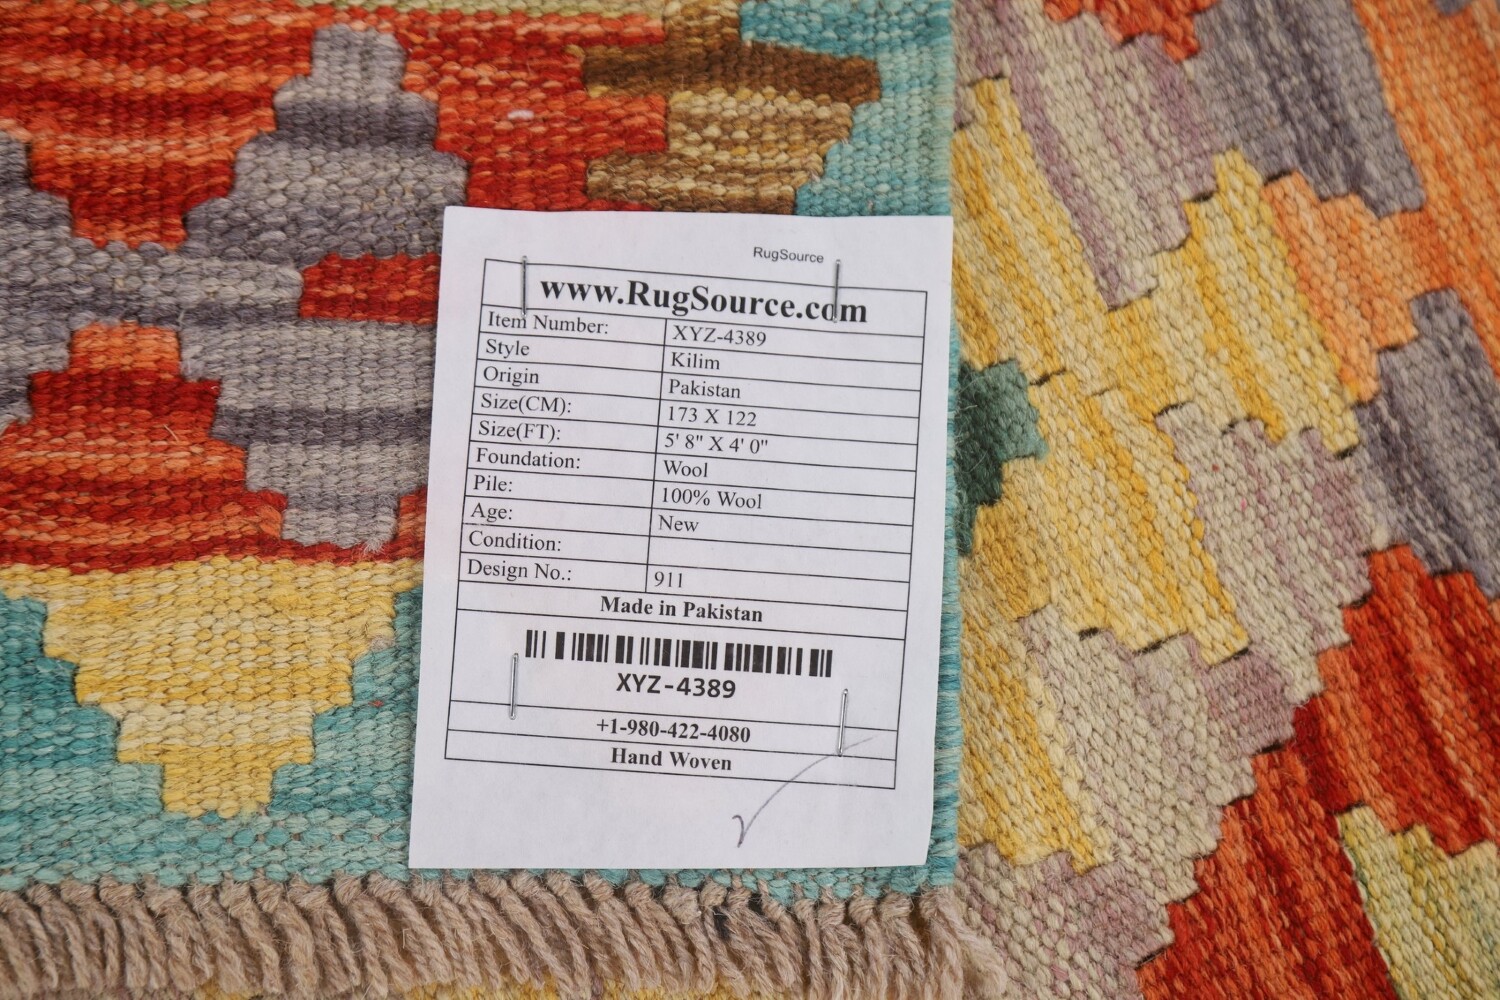 RugSource
www.RugSource.com
Item Number: XYZ-4389
Style Kilim
Origin Pakistan
Size(CM): 173 X 122
Size(FT): 5' 8" X 4' 0"
Foundation: Wool
Pile: 100% Wool
Age: New
Condition:
Design No.: 911
Made in Pakistan
XYZ-4389
+1-980-422-4080
Hand Woven